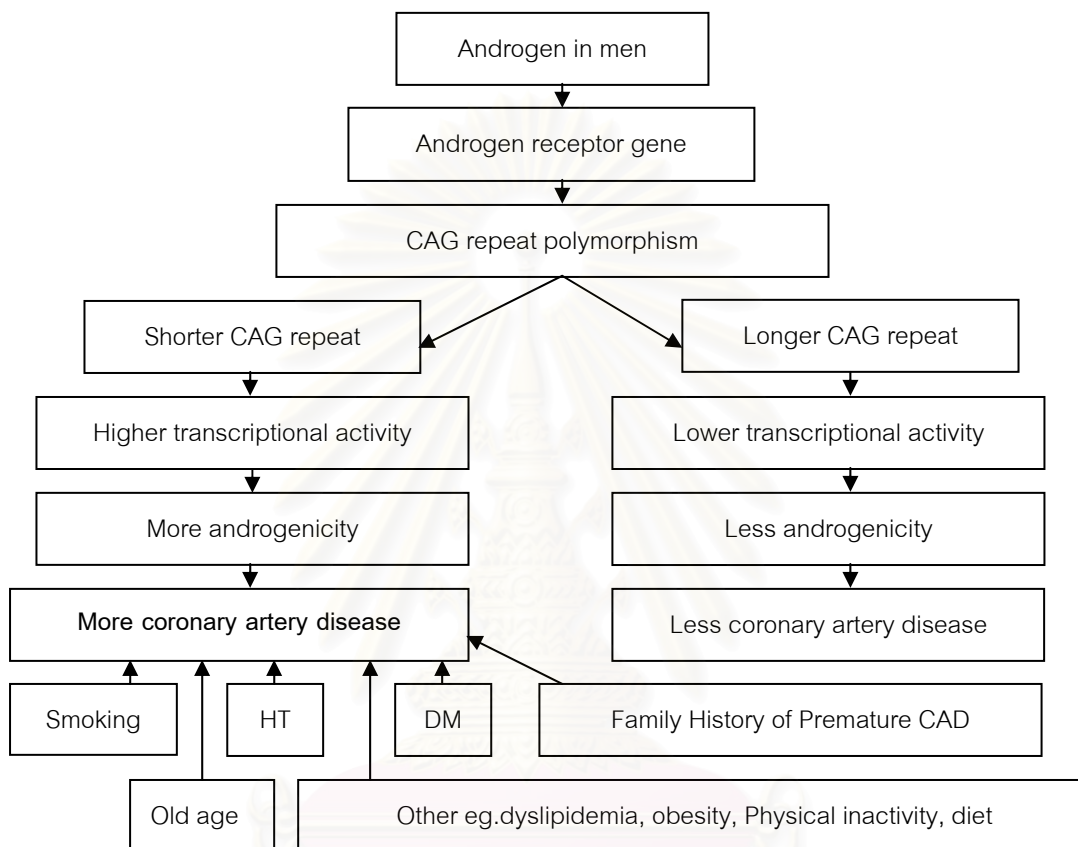 Androgen in men
Androgen receptor gene
CAG repeat polymorphism
Shorter CAG repeat
Longer CAG repeat
Higher transcriptional activity
Lower transcriptional activity
More androgenicity
Less androgenicity
More coronary artery disease
Less coronary artery disease
Smoking
HT
DM
Family History of Premature CAD
Old age
Other eg.dyslipidemia, obesity, Physical inactivity, diet